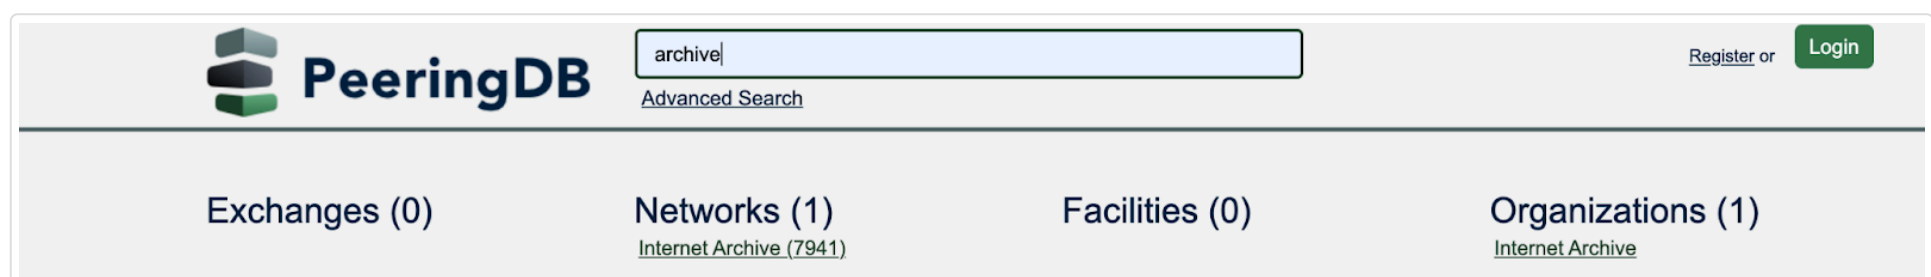 PeeringDB
archive
Advanced Search
Register or
Login
Exchanges (0)
Networks (1)
Internet Archive (7941)
Facilities (0)
Organizations (1)
Internet Archive